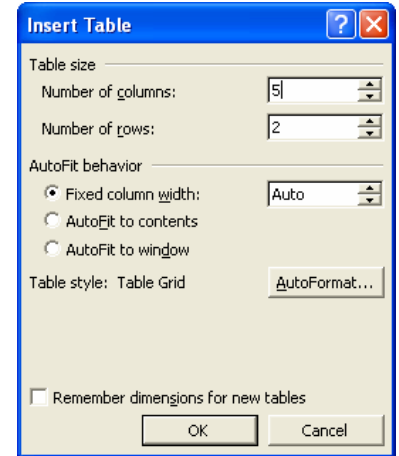 Insert Table
?
Table size
Number of columns: 5
Number of rows: 2
AutoFit behavior
Fixed column width: Auto
AutoFit to contents
AutoFit to window
Table style: Table Grid AutoFormat...
Remember dimensions for new tables
OK Cancel